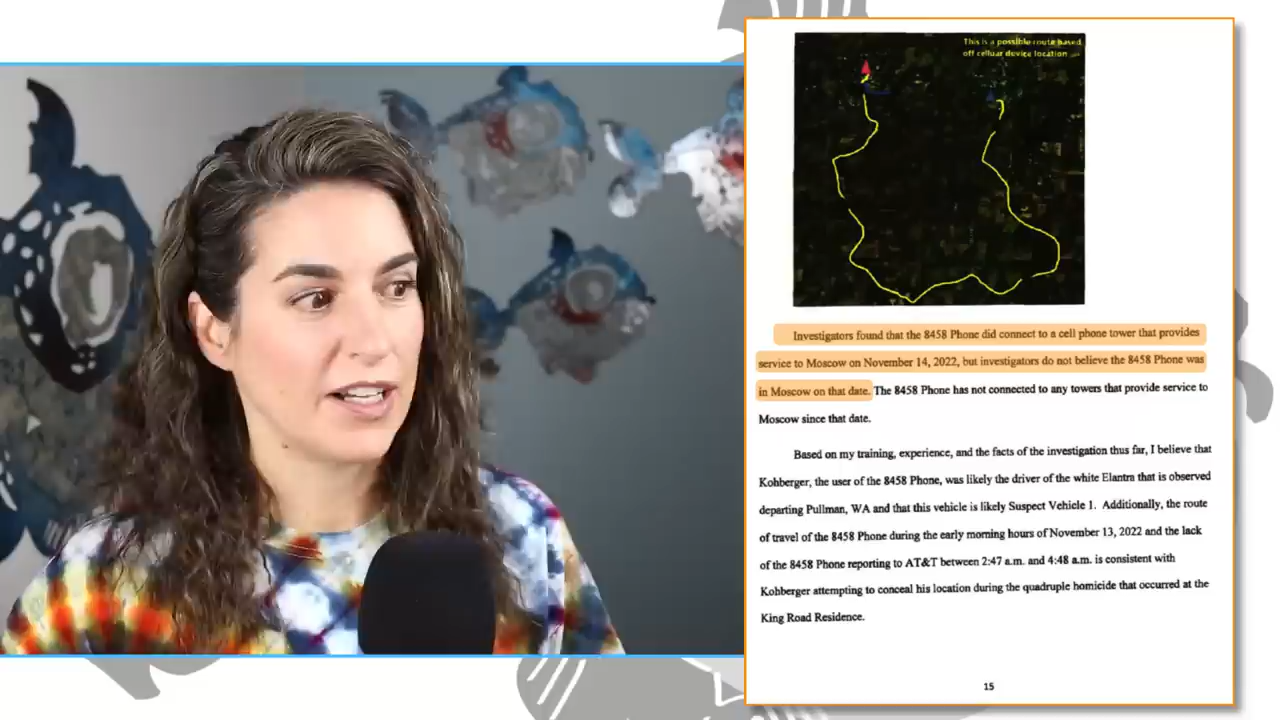 This is a possible route based
off celluar device location
Investigators found that the 8458 Phone did connect to a cell phone tower that provides
service to Moscow on November 14, 2022, but investigators do not believe the 8458 Phone was
in Moscow on that date. The 8458 Phone has not connected to any towers that provide service to
Moscow since that date.
Based on my training, experience, and the facts of the investigation thus far, I believe that
Kohberger, the user of the 8458 Phone, was likely the driver of the white Elantra that is observed
departing Pullman, WA and that this vehicle is likely Suspect Vehicle 1. Additionally, the route
of travel of the 8458 Phone during the early morning hours of November 13, 2022 and the lack
of the 8458 Phone reporting to AT&T between 2:47 a.m. and 4:48 a.m. is consistent with
Kohberger attempting to conceal his location during the quadruple homicide that occurred at the
King Road Residence.
15